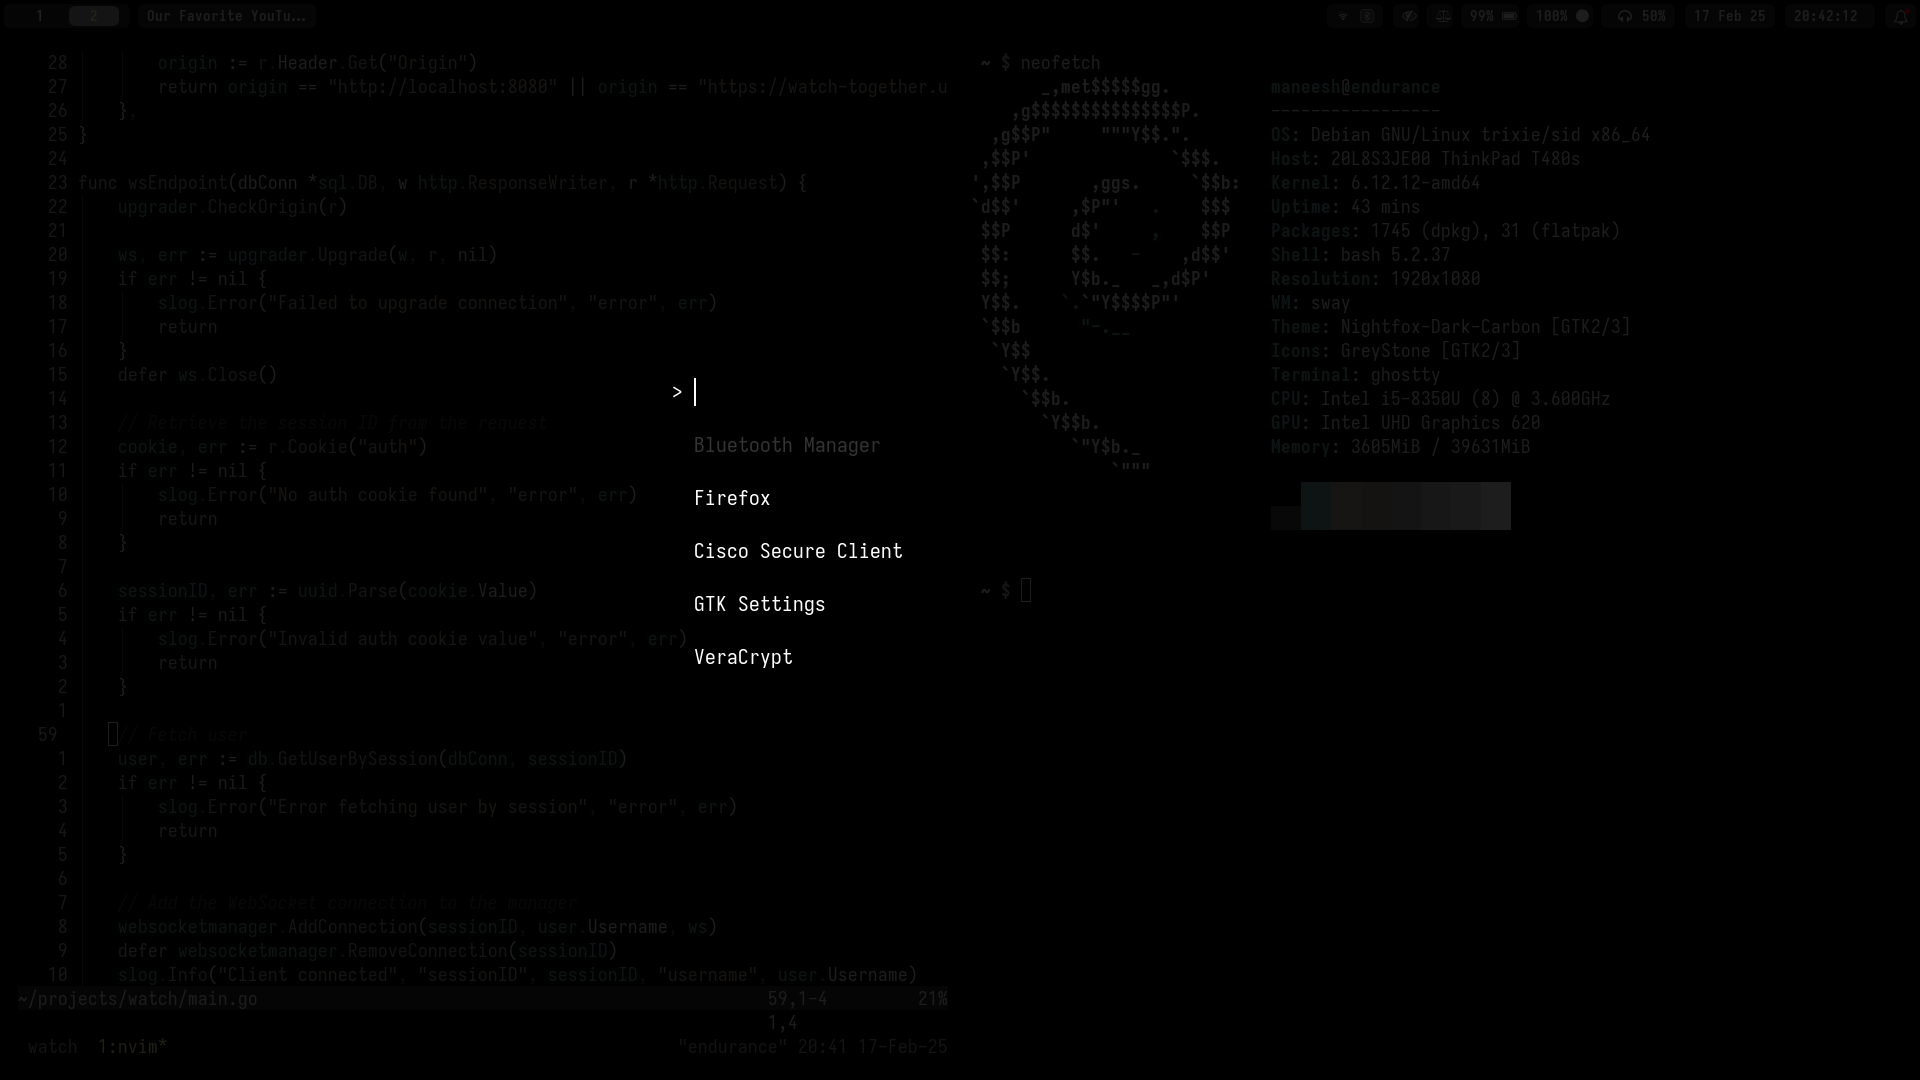 1 2 Our Favorite YouTu... 99% 100% 50% 17 Feb 25 20:42:12
28 origin := r.Header.Get("Origin")
27 return origin == "http://localhost:8080" || origin == "https://watch-together.u
26 },
25 }
24
23 func wsEndpoint(dbConn *sql.DB, w http.ResponseWriter, r *http.Request) {
22 upgrader.CheckOrigin(r)
21
20 ws, err := upgrader.Upgrade(w, r, nil)
19 if err != nil {
18 slog.Error("Failed to upgrade connection", "error", err)
17 return
16 }
15 defer ws.Close()
14
13 // Retrieve the session ID from the request
12 cookie, err := r.Cookie("auth")
11 if err != nil {
10 slog.Error("No auth cookie found", "error", err)
9 return
8 }
7
6 sessionID, err := uuid.Parse(cookie.Value)
5 if err != nil {
4 slog.Error("Invalid auth cookie value", "error", err)
3 return
2 }
1
59 // Fetch user
1 user, err := db.GetUserBySession(dbConn, sessionID)
2 if err != nil {
3 slog.Error("Error fetching user by session", "error", err)
4 return
5 }
6
7 // Add the WebSocket connection to the manager
8 websocketmanager.AddConnection(sessionID, user.Username, ws)
9 defer websocketmanager.RemoveConnection(sessionID)
10 slog.Info("Client connected", "sessionID", sessionID, "username", user.Username)
~/projects/watch/main.go 59,1-4 21%
1,4
watch 1:nvim* "endurance" 20:41 17-Feb-25
>
Bluetooth Manager
Firefox
Cisco Secure Client
GTK Settings
VeraCrypt
~ $ neofetch
_,met$$$$$gg.
,g$$$$$$$$$$$$$$$P.
,g$$P" """Y$$.".
,$$P' `$$$.
',$$P ,ggs. `$$b:
`d$$' ,$P"' . $$$
$$P d$' , $$P
$$: $$. - ,d$$'
$$; Y$b._ _,d$P'
Y$$. `.`"Y$$$$P"'
`$$b "-.__
`Y$$
`Y$$.
`$$b.
`Y$$b.
`"Y$b._
`"""
maneesh@endurance
-----------------
OS: Debian GNU/Linux trixie/sid x86_64
Host: 20L8S3JE00 ThinkPad T480s
Kernel: 6.12.12-amd64
Uptime: 43 mins
Packages: 1745 (dpkg), 31 (flatpak)
Shell: bash 5.2.37
Resolution: 1920x1080
WM: sway
Theme: Nightfox-Dark-Carbon [GTK2/3]
Icons: GreyStone [GTK2/3]
Terminal: ghostty
CPU: Intel i5-8350U (8) @ 3.600GHz
GPU: Intel UHD Graphics 620
Memory: 3605MiB / 39631MiB
~ $